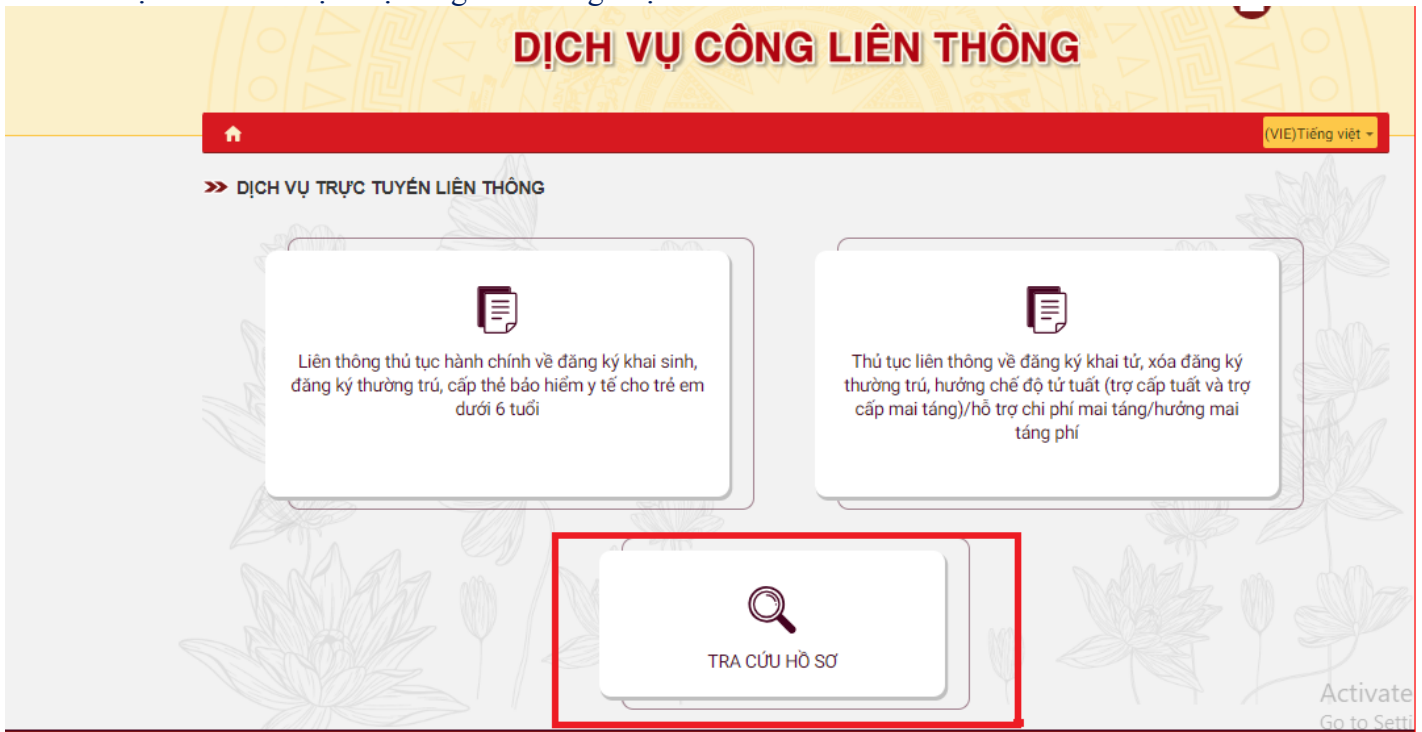 DỊCH VỤ CÔNG LIÊN THÔNG
(VIE)Tiếng việt
DỊCH VỤ TRỰC TUYẾN LIÊN THÔNG
Liên thông thủ tục hành chính về đăng ký khai sinh,
đăng ký thường trú, cấp thẻ bảo hiểm y tế cho trẻ em
dưới 6 tuổi
Thủ tục liên thông về đăng ký khai tử, xóa đăng ký
thường trú, hưởng chế độ tử tuất (trợ cấp tuất và trợ
cấp mai táng)/hỗ trợ chi phí mai táng/hưởng mai
táng phí
TRA CỨU HỒ SƠ
Activate
Go to Setti